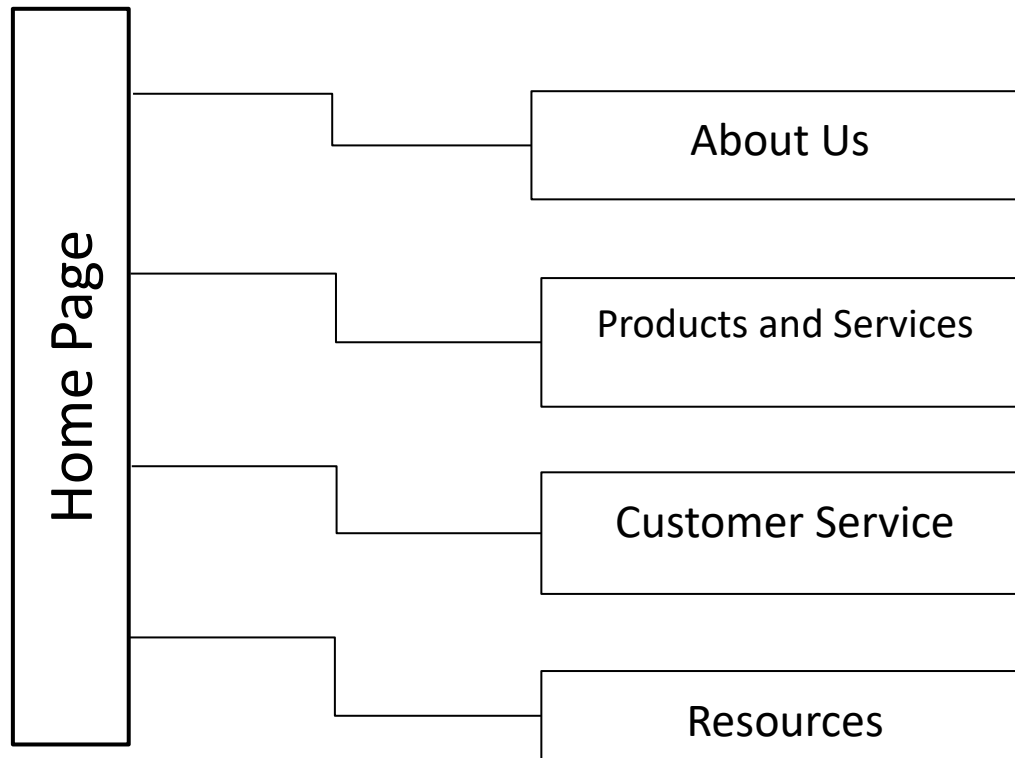 Home Page
About Us
Products and Services
Customer Service
Resources